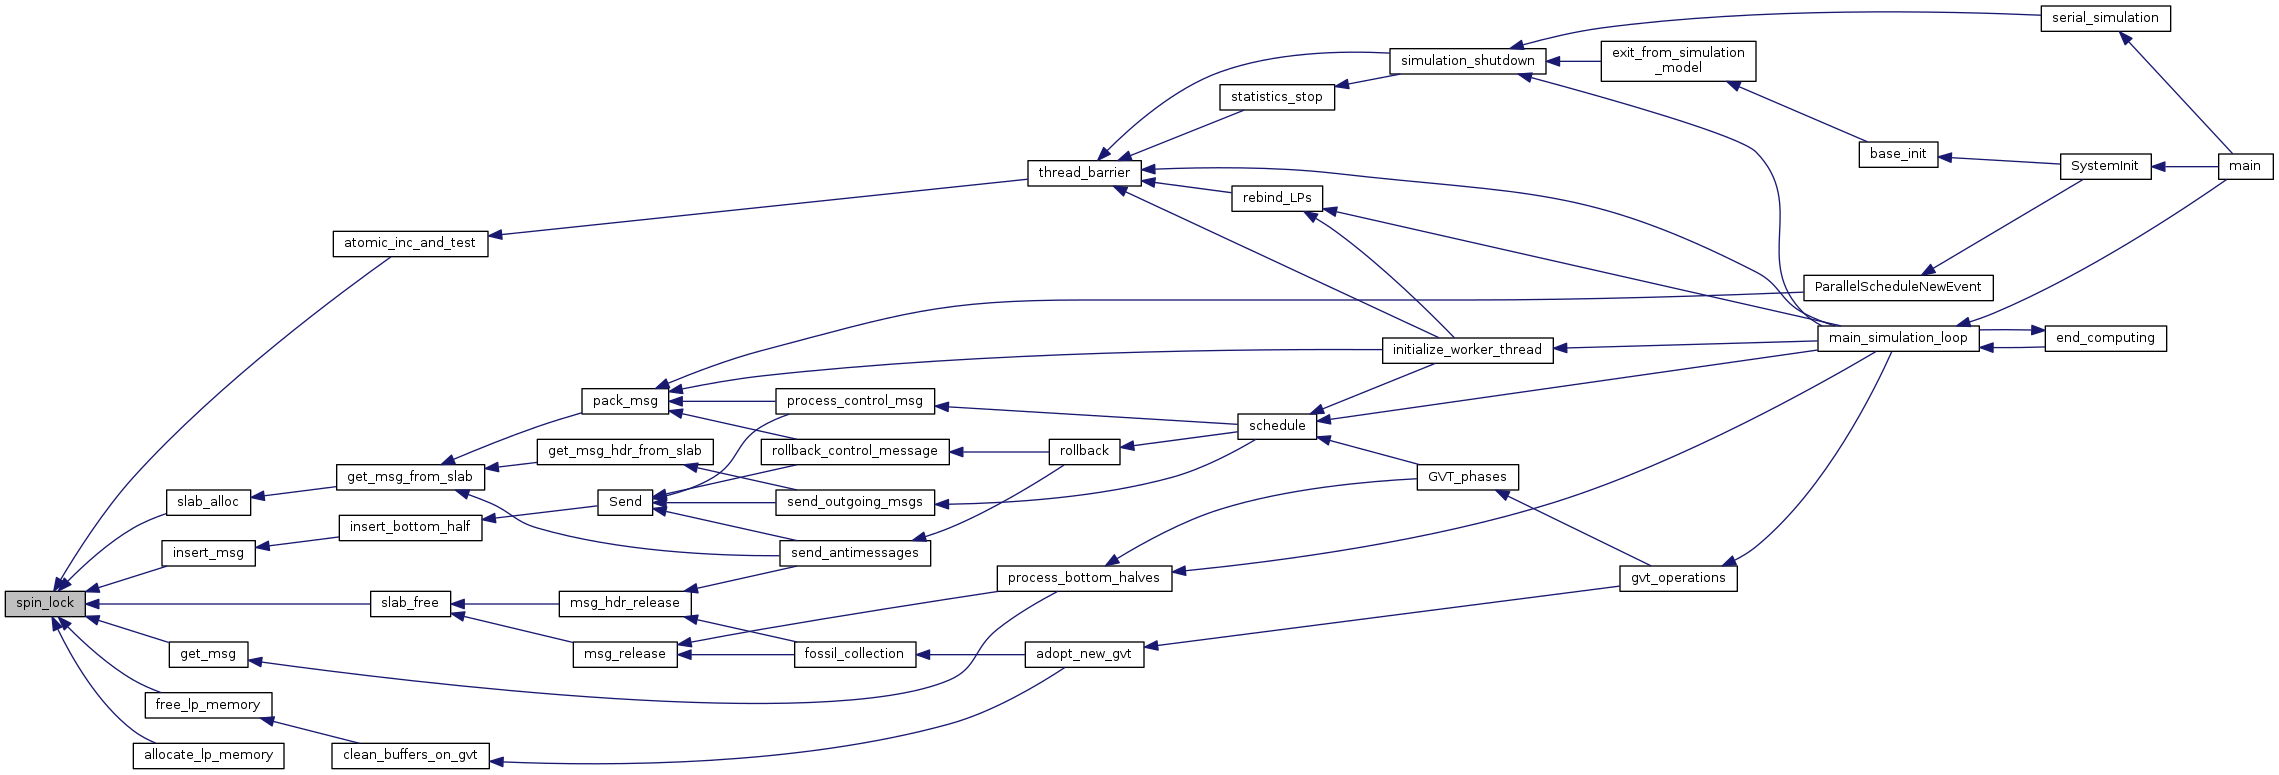 serial_simulation
exit_from_simulation
_model
simulation_shutdown
statistics_stop
base_init
SystemInit
main
thread_barrier
rebind_LPs
atomic_inc_and_test
ParallelScheduleNewEvent
main_simulation_loop
end_computing
initialize_worker_thread
pack_msg
process_control_msg
schedule
get_msg_hdr_from_slab
rollback_control_message
rollback
get_msg_from_slab
GVT_phases
slab_alloc
Send
send_outgoing_msgs
insert_bottom_half
insert_msg
send_antimessages
process_bottom_halves
gvt_operations
spin_lock
slab_free
msg_hdr_release
get_msg
msg_release
fossil_collection
adopt_new_gvt
free_lp_memory
allocate_lp_memory
clean_buffers_on_gvt